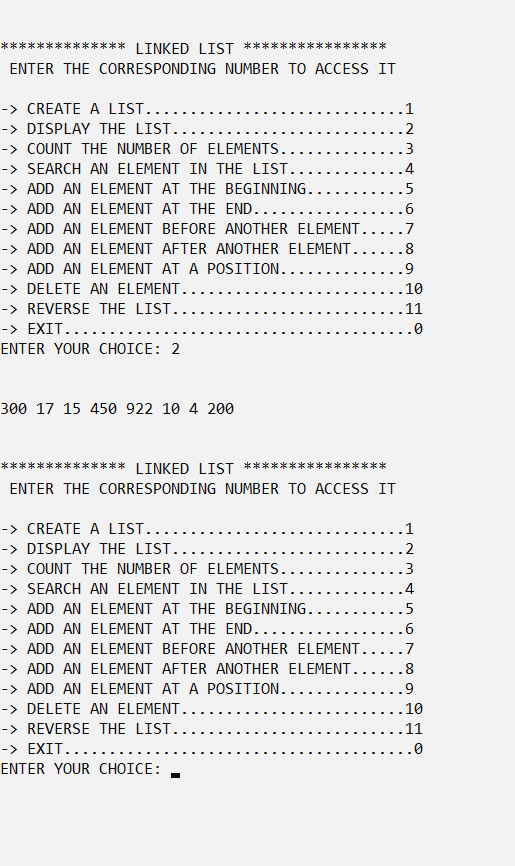 ************** LINKED LIST ****************
 ENTER THE CORRESPONDING NUMBER TO ACCESS IT
-> CREATE A LIST.............................1
-> DISPLAY THE LIST..........................2
-> COUNT THE NUMBER OF ELEMENTS..............3
-> SEARCH AN ELEMENT IN THE LIST.............4
-> ADD AN ELEMENT AT THE BEGINNING...........5
-> ADD AN ELEMENT AT THE END.................6
-> ADD AN ELEMENT BEFORE ANOTHER ELEMENT.....7
-> ADD AN ELEMENT AFTER ANOTHER ELEMENT......8
-> ADD AN ELEMENT AT A POSITION..............9
-> DELETE AN ELEMENT.........................10
-> REVERSE THE LIST..........................11
-> EXIT.......................................0
ENTER YOUR CHOICE: 2
300 17 15 450 922 10 4 200
************** LINKED LIST ****************
 ENTER THE CORRESPONDING NUMBER TO ACCESS IT
-> CREATE A LIST.............................1
-> DISPLAY THE LIST..........................2
-> COUNT THE NUMBER OF ELEMENTS..............3
-> SEARCH AN ELEMENT IN THE LIST.............4
-> ADD AN ELEMENT AT THE BEGINNING...........5
-> ADD AN ELEMENT AT THE END.................6
-> ADD AN ELEMENT BEFORE ANOTHER ELEMENT.....7
-> ADD AN ELEMENT AFTER ANOTHER ELEMENT......8
-> ADD AN ELEMENT AT A POSITION..............9
-> DELETE AN ELEMENT.........................10
-> REVERSE THE LIST..........................11
-> EXIT.......................................0
ENTER YOUR CHOICE: